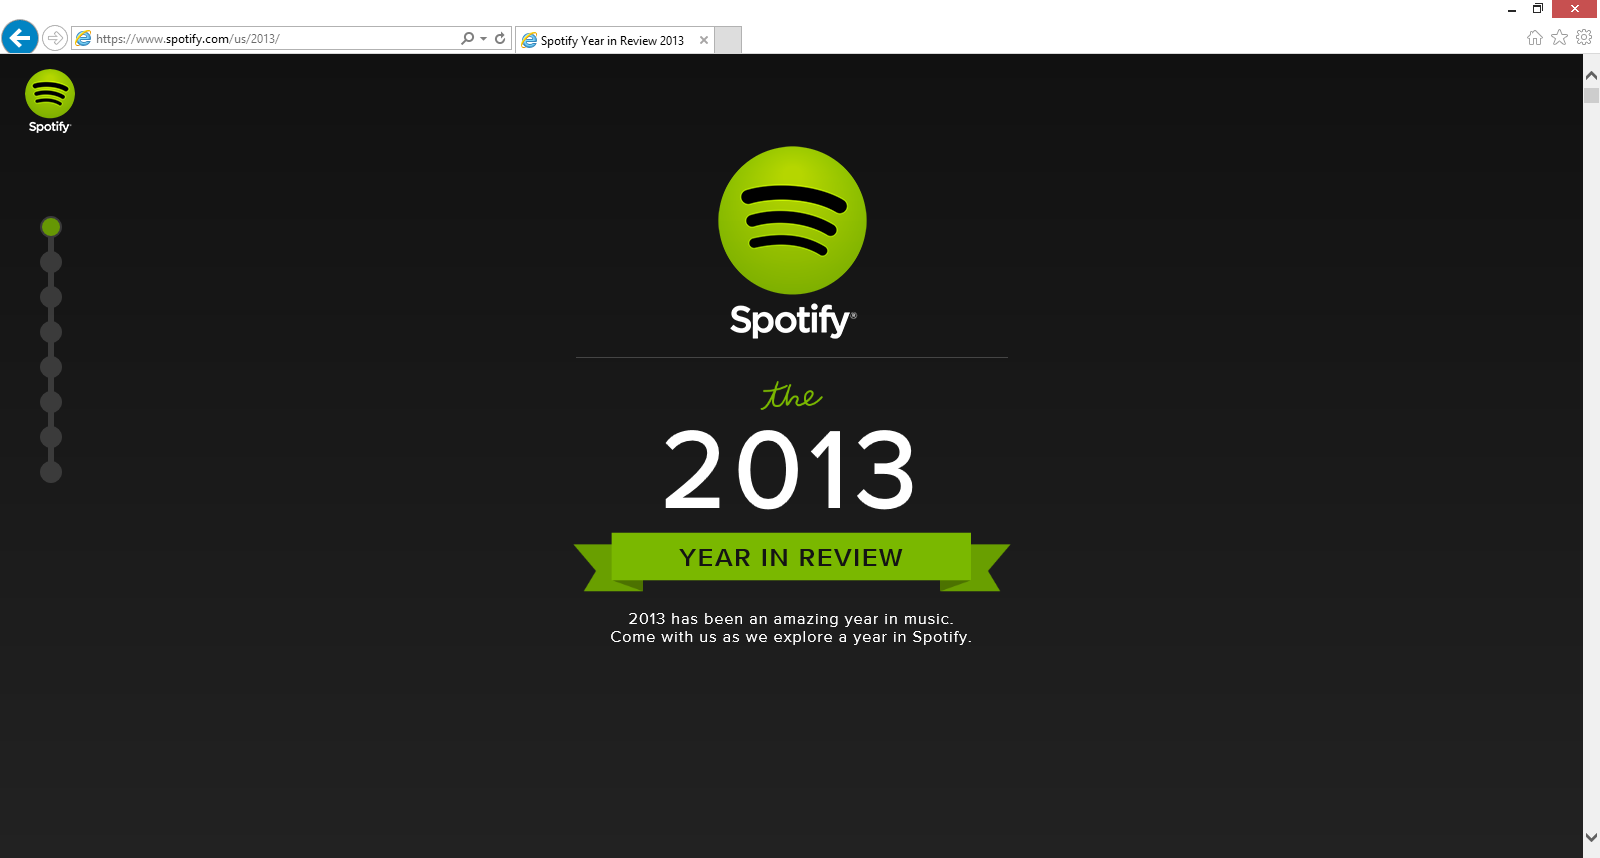 https://www.spotify.com/us/2013/
Spotify Year in Review 2013
Spotify
Spotify®
the
2013
YEAR IN REVIEW
2013 has been an amazing year in music.
Come with us as we explore a year in Spotify.